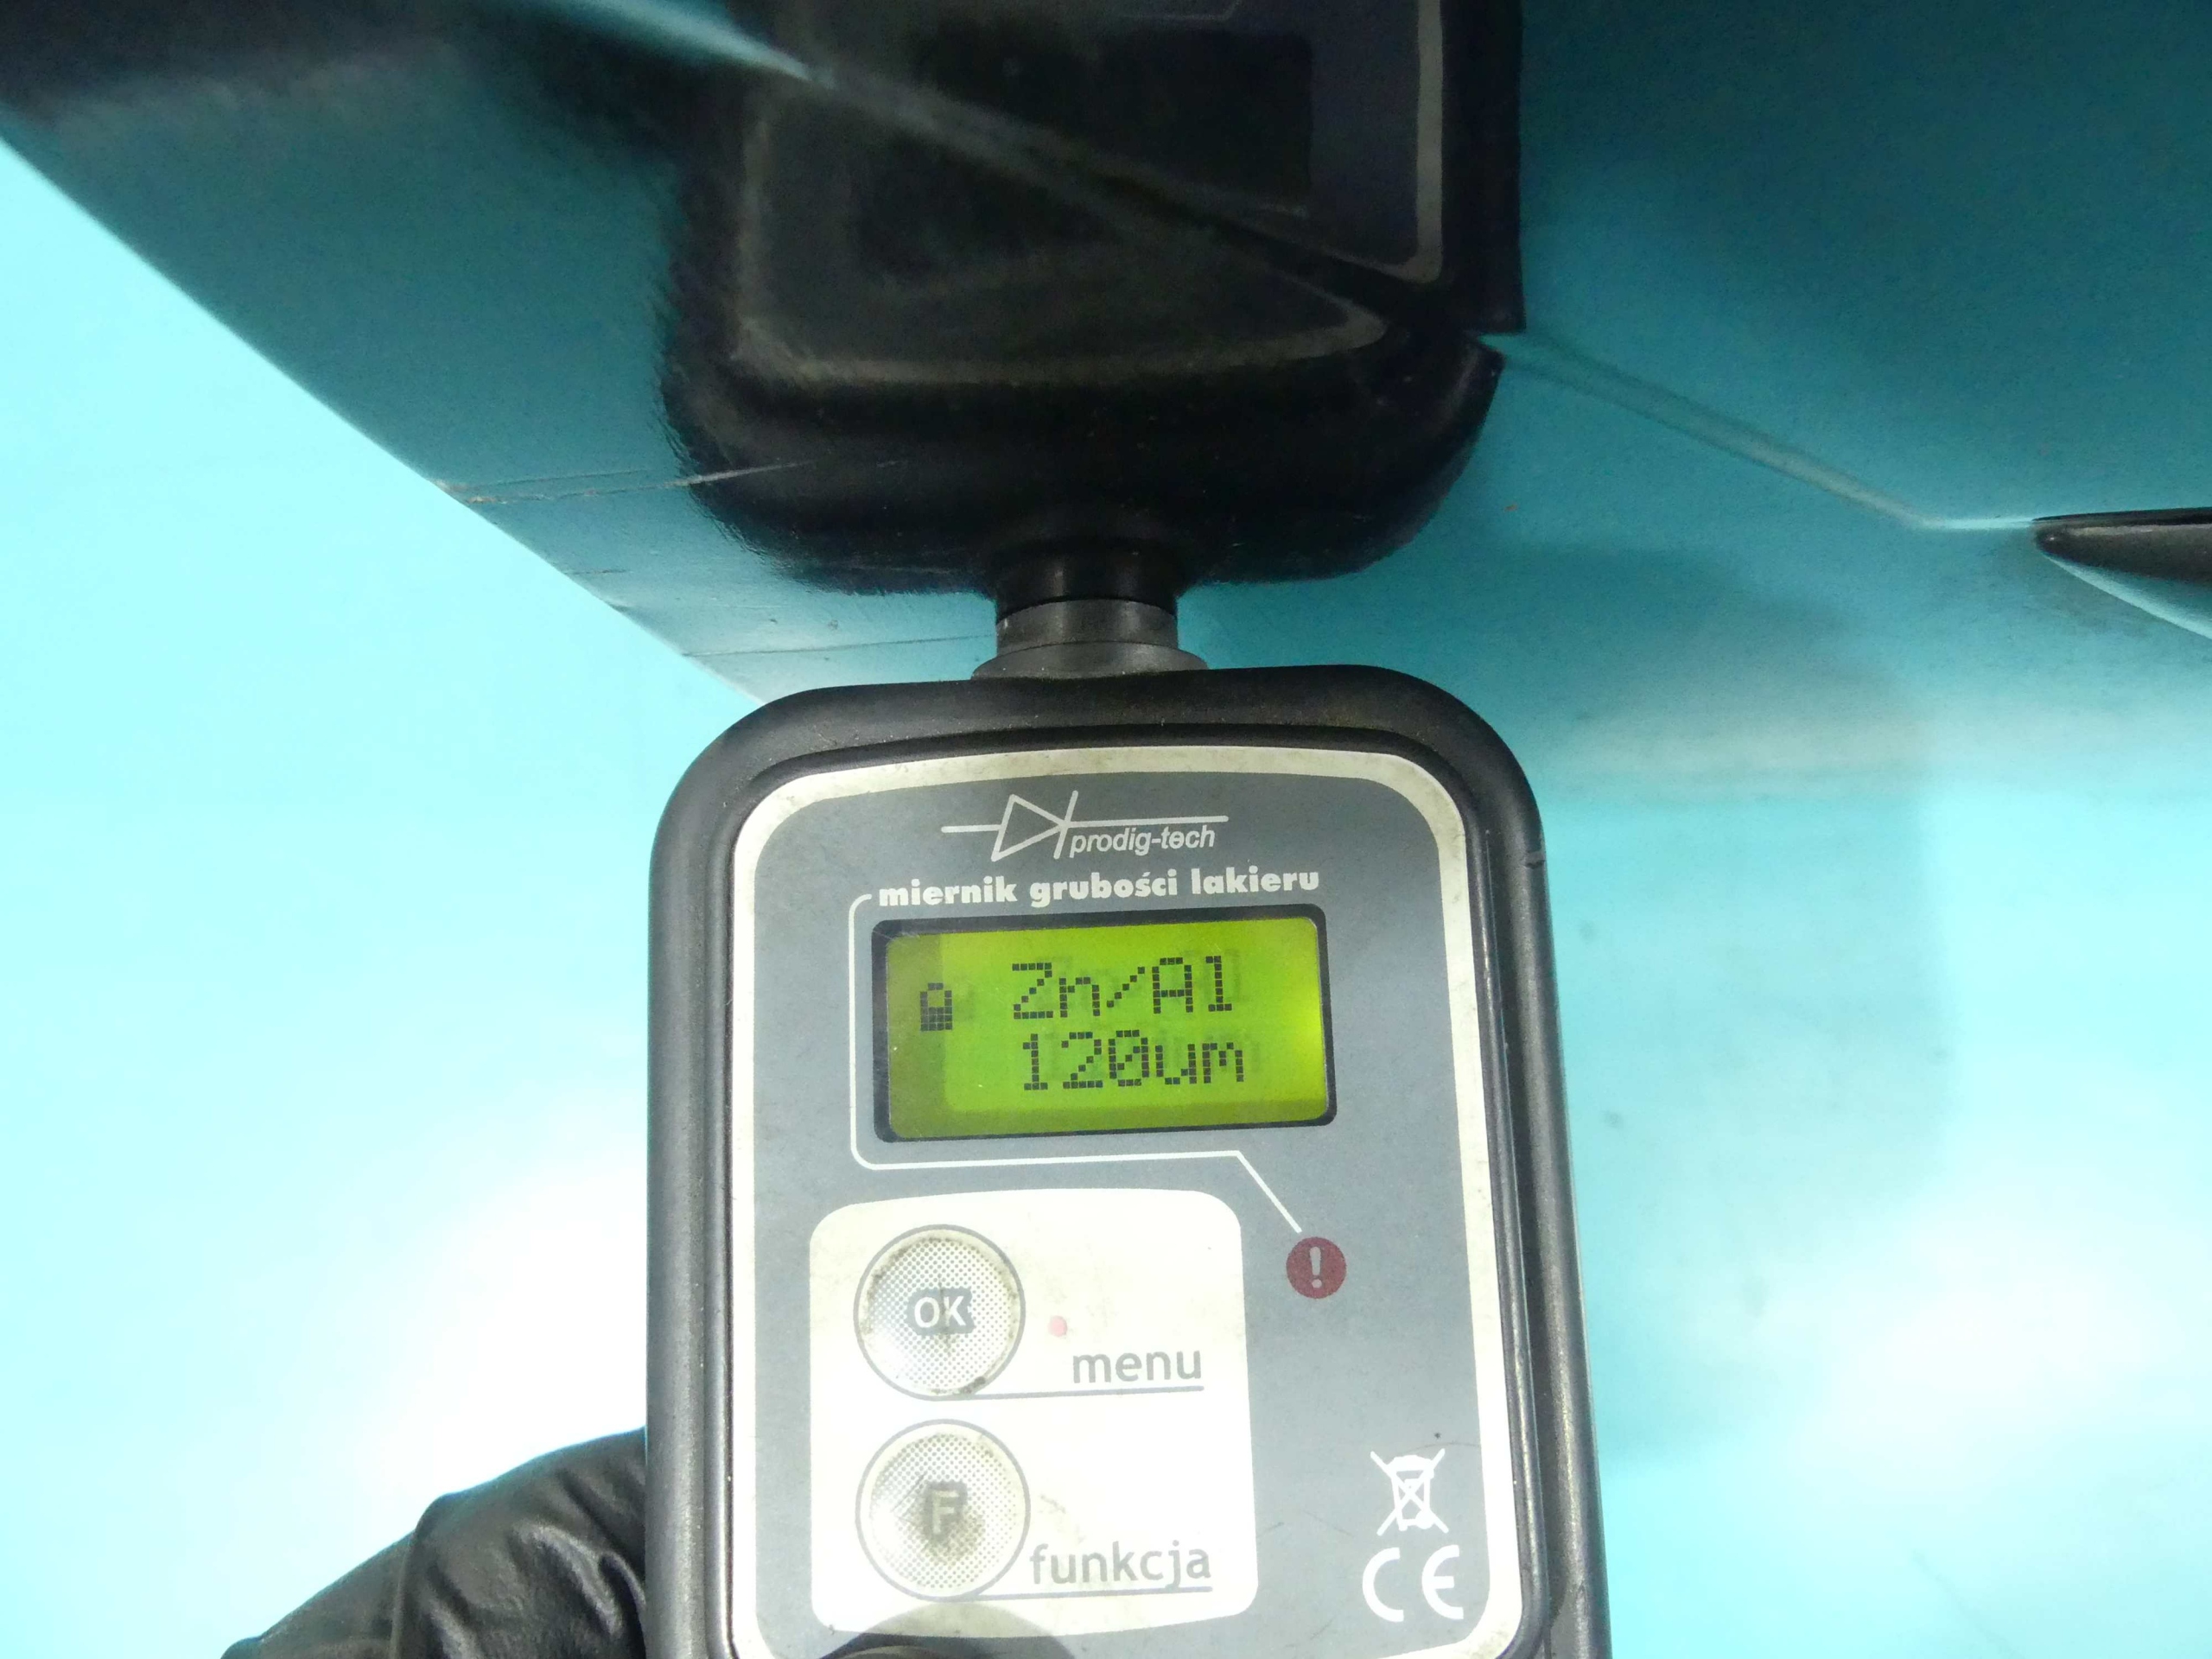 prodig-tech
miernik grubości lakieru
Zn/Al
120um
!
OK
menu
F
funkcja
CE